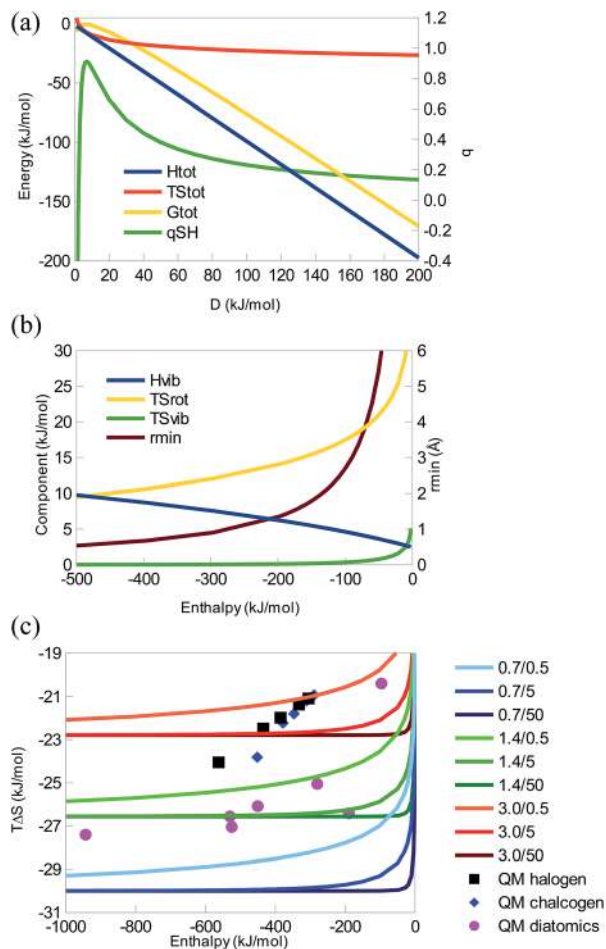 (a)
0
-50
-100
-150
-200
Energy (kJ/mol)
1.2
1.0
0.8
0.6
0.4
0.2
0.0
-0.2
-0.4
q
Htot
TStot
Gtot
qSH
0 20 40 60 80 100 120 140 160 180 200
D (kJ/mol)
(b)
30
25
20
15
10
5
0
Component (kJ/mol)
6
5
4
3
2
1
0
rmin (Å)
Hvib
TSrot
TSvib
rmin
-500 -400 -300 -200 -100 0
Enthalpy (kJ/mol)
(c)
-19
-21
-23
-25
-27
-29
-31
TΔS (kJ/mol)
-1000 -800 -600 -400 -200 0
Enthalpy (kJ/mol)
0.7/0.5
0.7/5
0.7/50
1.4/0.5
1.4/5
1.4/50
3.0/0.5
3.0/5
3.0/50
QM halogen
QM chalcogen
QM diatomics